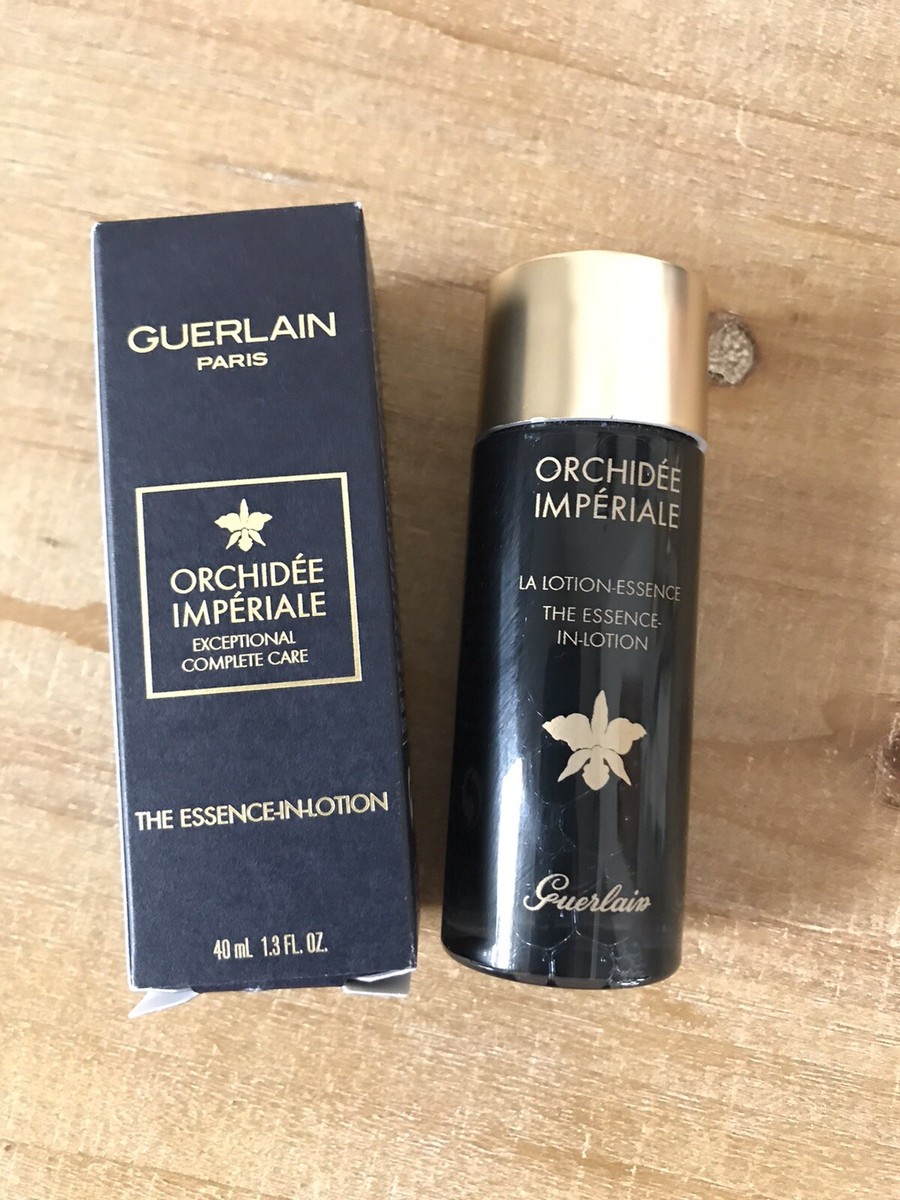 GUERLAIN
PARIS
ORCHIDÉE
IMPÉRIALE
EXCEPTIONAL
COMPLETE CARE
THE ESSENCE-IN-LOTION
40 mL 1.3 FL. OZ.
ORCHIDÉE
IMPÉRIALE
LA LOTION-ESSENCE
THE ESSENCE-
IN-LOTION
Guerlain